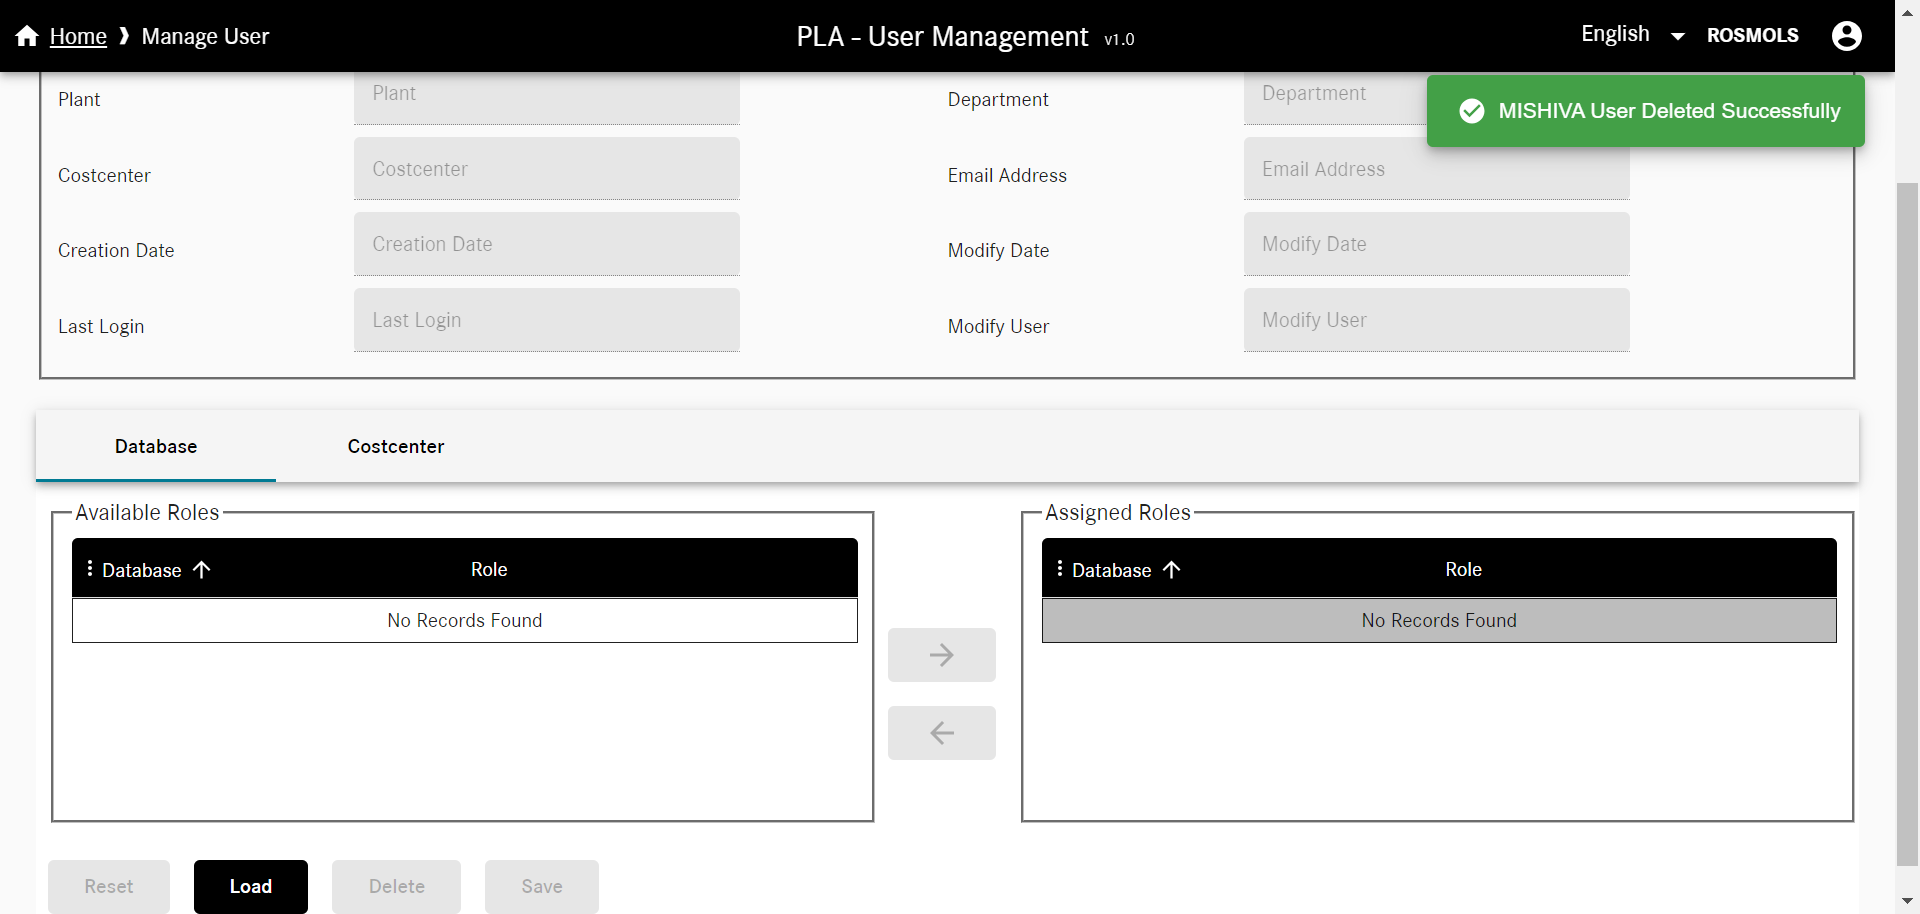 Home ❱ Manage User
PLA - User Management v1.0
English
ROSMOLS
MISHIVA User Deleted Successfully
Plant
Plant
Department
Department
Costcenter
Costcenter
Email Address
Email Address
Creation Date
Creation Date
Modify Date
Modify Date
Last Login
Last Login
Modify User
Modify User
Database
Costcenter
Available Roles
Database
Role
No Records Found
Assigned Roles
Database
Role
No Records Found
Reset
Load
Delete
Save